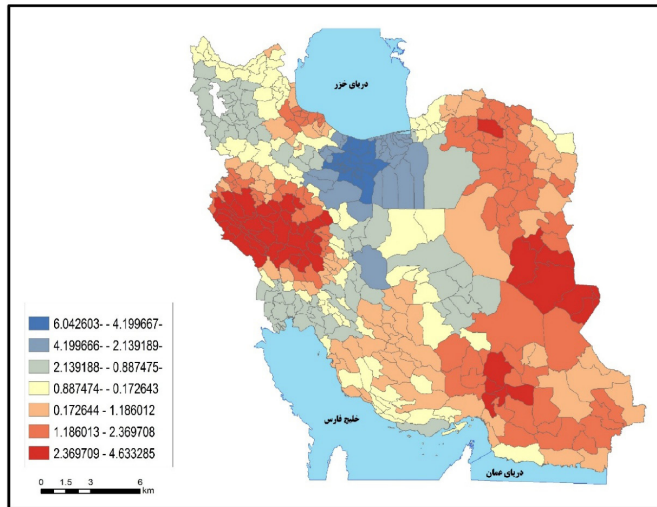 دریای خزر
6.042603- - 4.199667-
4.199666 - 2.139189-
2.139188 - 0.887475-
0.887474 - 0.172643
0.172644 - 1.186012
1.186013 - 2.369708
2.369709 - 4.633285
خلیج فارس
دریای عمان
0 1.5 3 6
km